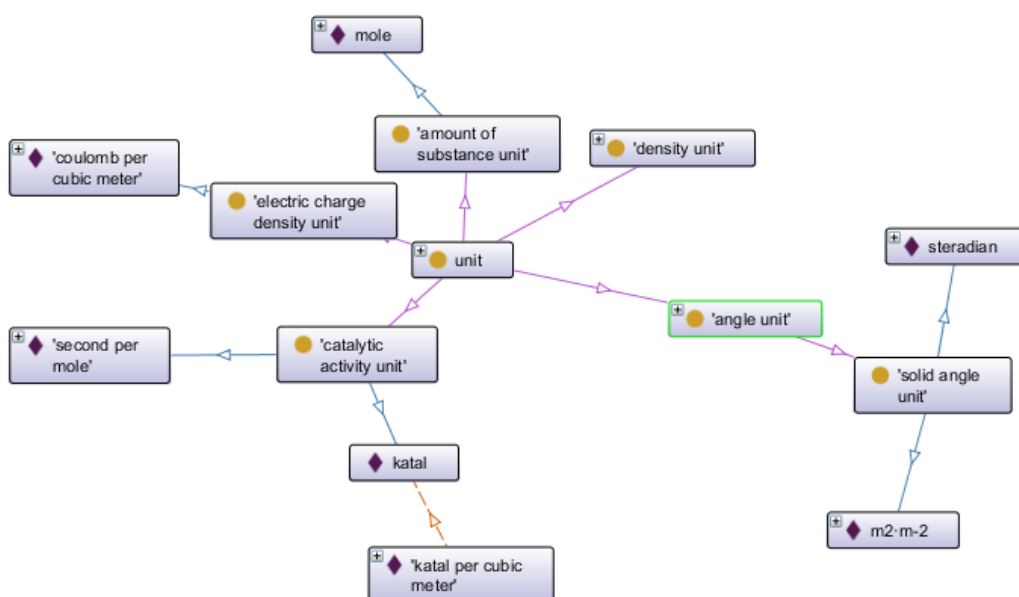 mole
'amount of
substance unit'
'density unit'
'coulomb per
cubic meter'
'electric charge
density unit'
unit
steradian
'angle unit'
'second per
mole'
'catalytic
activity unit'
'solid angle
unit'
katal
m2·m-2
'katal per cubic
meter'